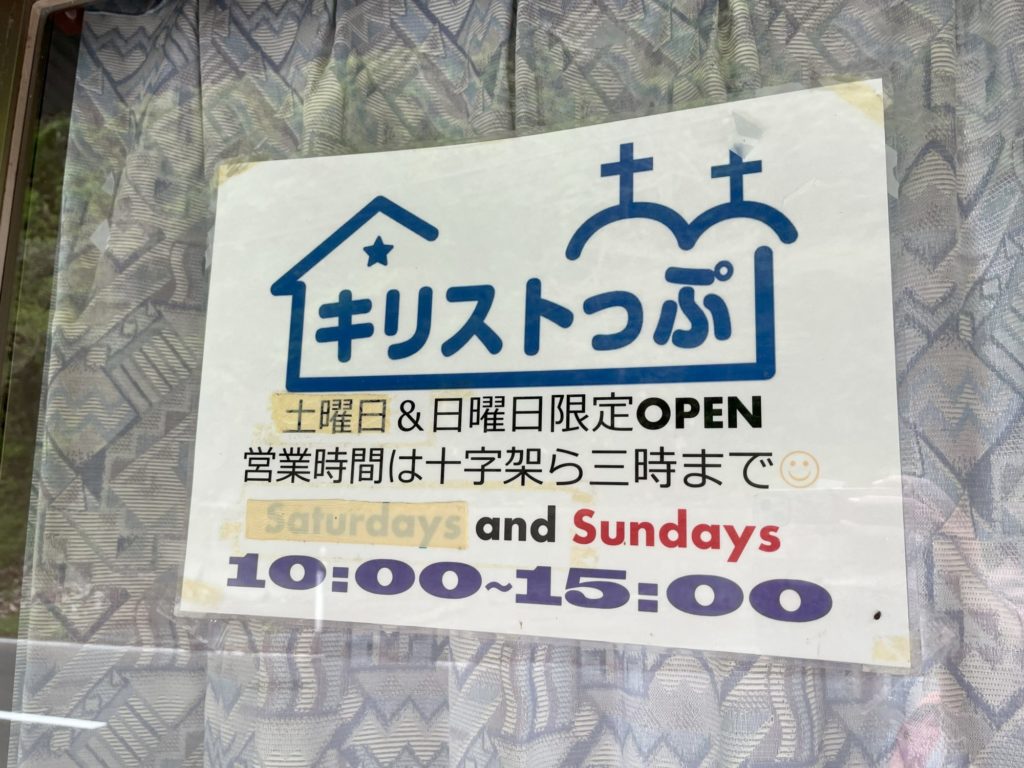 キリストっぷ
土曜日&日曜日限定OPEN
営業時間は十字架ら三時まで
Saturdays and Sundays
10:00~15:00